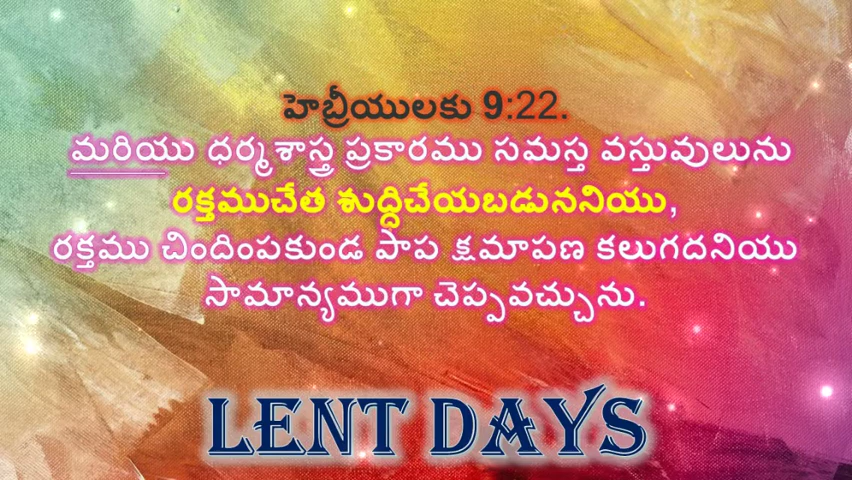 హెబ్రీయులకు 9:22.
మరియు ధర్మశాస్త్ర ప్రకారము సమస్త వస్తువులును
రక్తముచేత శుద్ధిచేయబడుననియు,
రక్తము చిందింపకుండ పాప క్షమాపణ కలుగదనియు
సామాన్యముగా చెప్పవచ్చును.
LENT DAYS